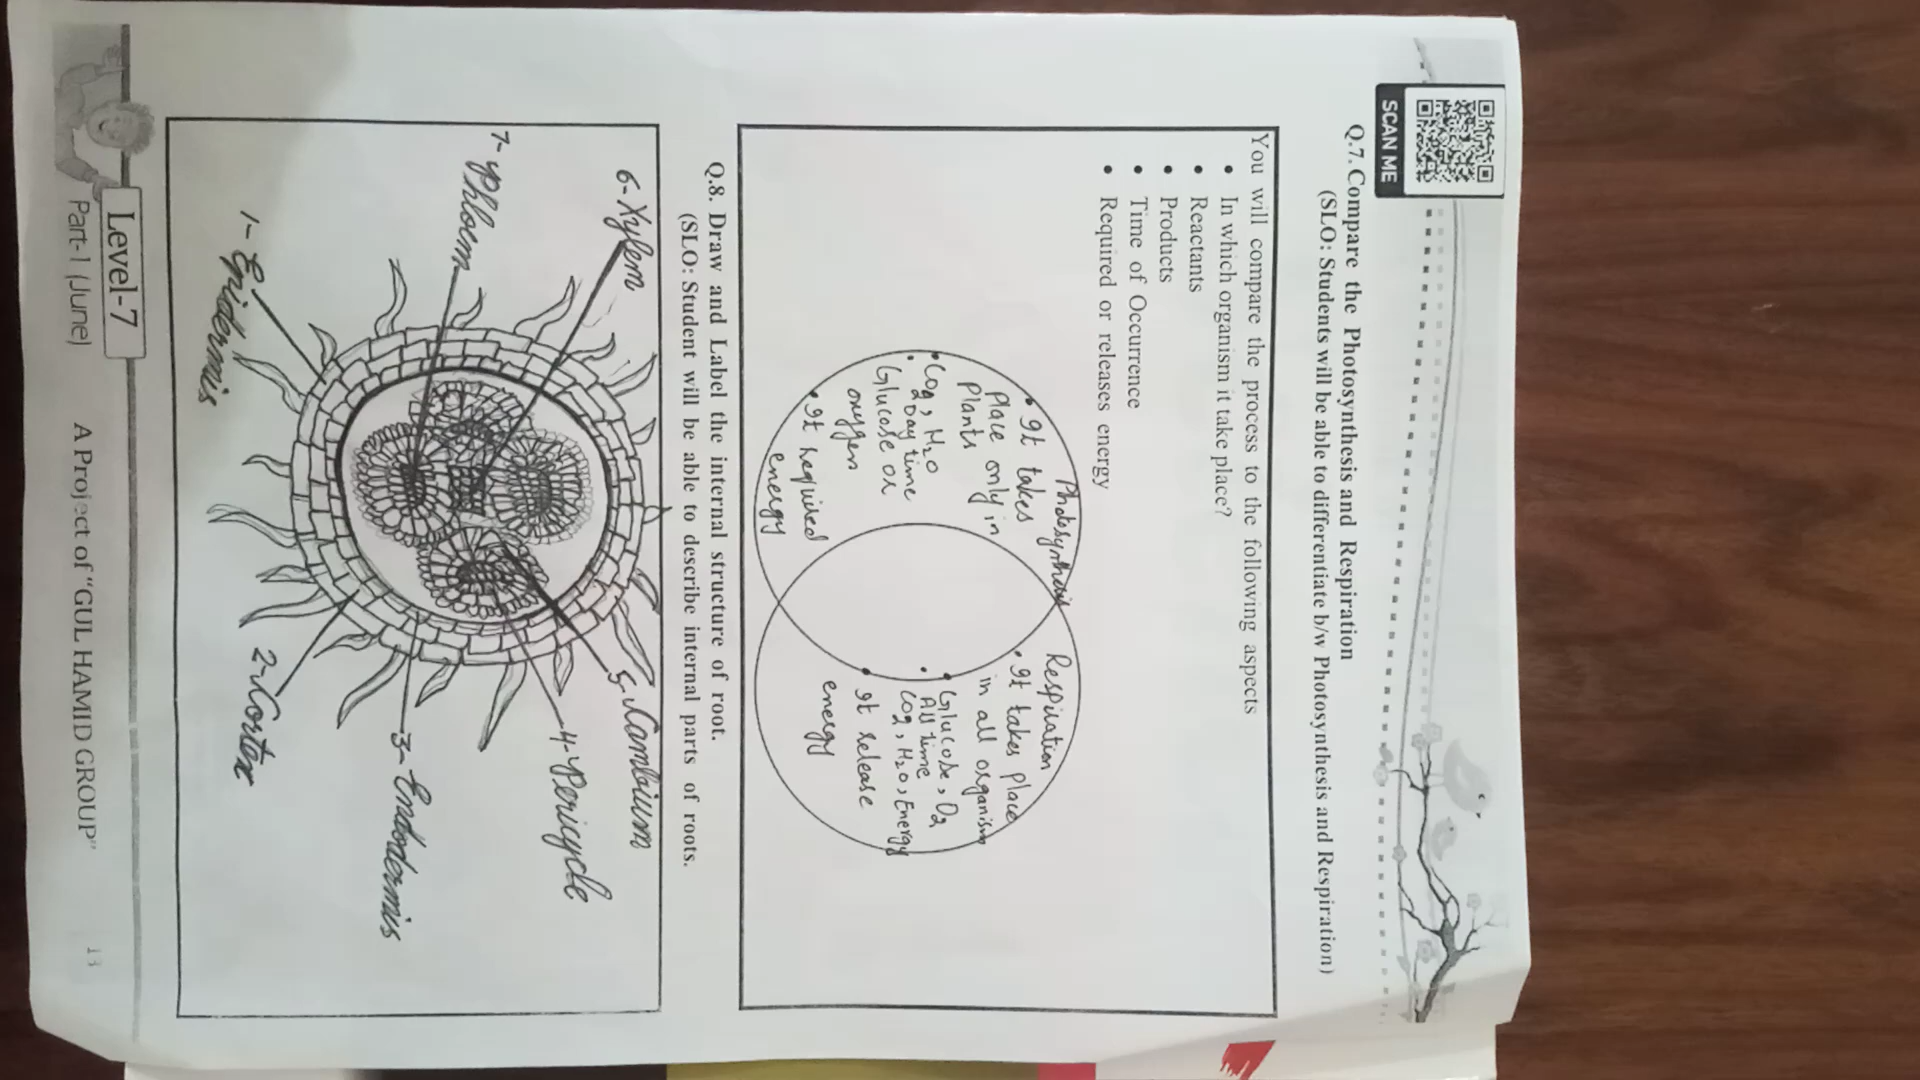 SCAN ME
Q.7. Compare the Photosynthesis and Respiration
(SLO: Students will be able to differentiate b/w Photosynthesis and Respiration)
You will compare the process to the following aspects
• In which organism it take place?
• Reactants
• Products
• Time of Occurrence
• Required or releases energy
Photosynthesis
• It takes
place only in
Plants
• Co2, H2O
• Day time
Glucose or
oxygen
• It required
energy
Respiration
• It takes place
in all organism
• Glucose, O2
• All time
Co2, H2O, Energy
• It release
energy
Q.8. Draw and Label the internal structure of root.
(SLO: Student will be able to describe internal parts of roots.
6-Xylem
7-Phloem
1-Epidermis
5-Cambium
4-Pericycle
3-Endodermis
2-Cortex
Level-7
Part-1 (June)
A Project of "GUL HAMID GROUP"
13